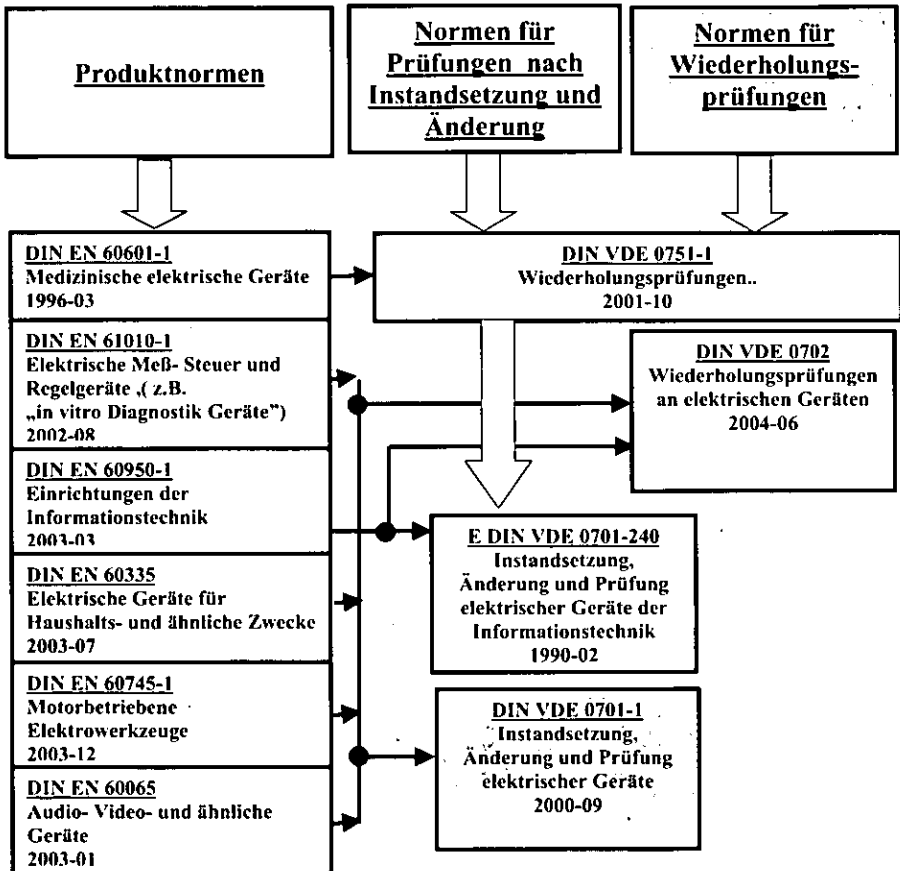 Produktnormen
Normen für
Prüfungen nach
Instandsetzung und
Änderung
Normen für
Wiederholungs-
prüfungen
DIN EN 60601-1
Medizinische elektrische Geräte
1996-03
DIN EN 61010-1
Elektrische Meß- Steuer und
Regelgeräte ,( z.B.
„in vitro Diagnostik Geräte”)
2002-08
DIN EN 60950-1
Einrichtungen der
Informationstechnik
2003-03
DIN EN 60335
Elektrische Geräte für
Haushalts- und ähnliche Zwecke
2003-07
DIN EN 60745-1
Motorbetriebene
Elektrowerkzeuge
2003-12
DIN EN 60065
Audio- Video- und ähnliche
Geräte
2003-01
DIN VDE 0751-1
Wiederholungsprüfungen..
2001-10
DIN VDE 0702
Wiederholungsprüfungen
an elektrischen Geräten
2004-06
E DIN VDE 0701-240
Instandsetzung,
Änderung und Prüfung
elektrischer Geräte der
Informationstechnik
1990-02
DIN VDE 0701-1
Instandsetzung,
Änderung und Prüfung
elektrischer Geräte
2000-09